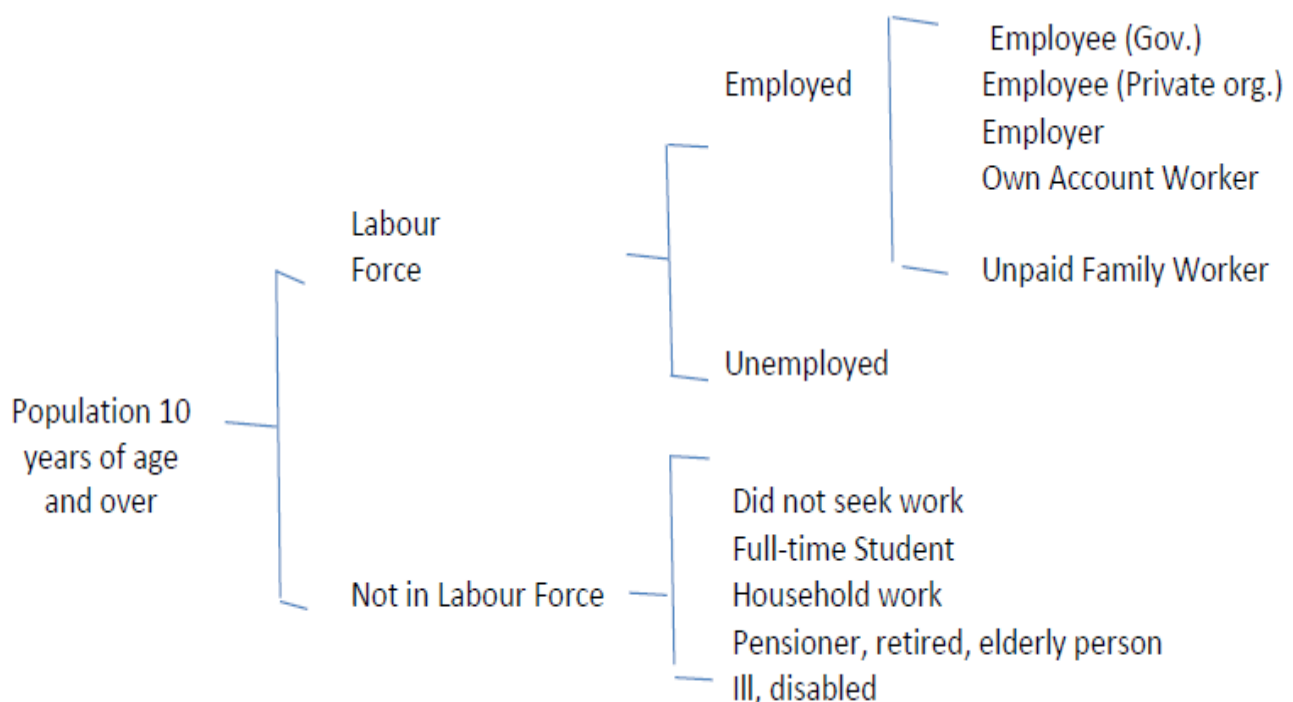 Employee (Gov.)
Employed
Employee (Private org.)
Employer
Own Account Worker
Labour
Force
Unpaid Family Worker
Unemployed
Population 10
years of age
and over
Did not seek work
Full-time Student
Not in Labour Force
Household work
Pensioner, retired, elderly person
Ill, disabled